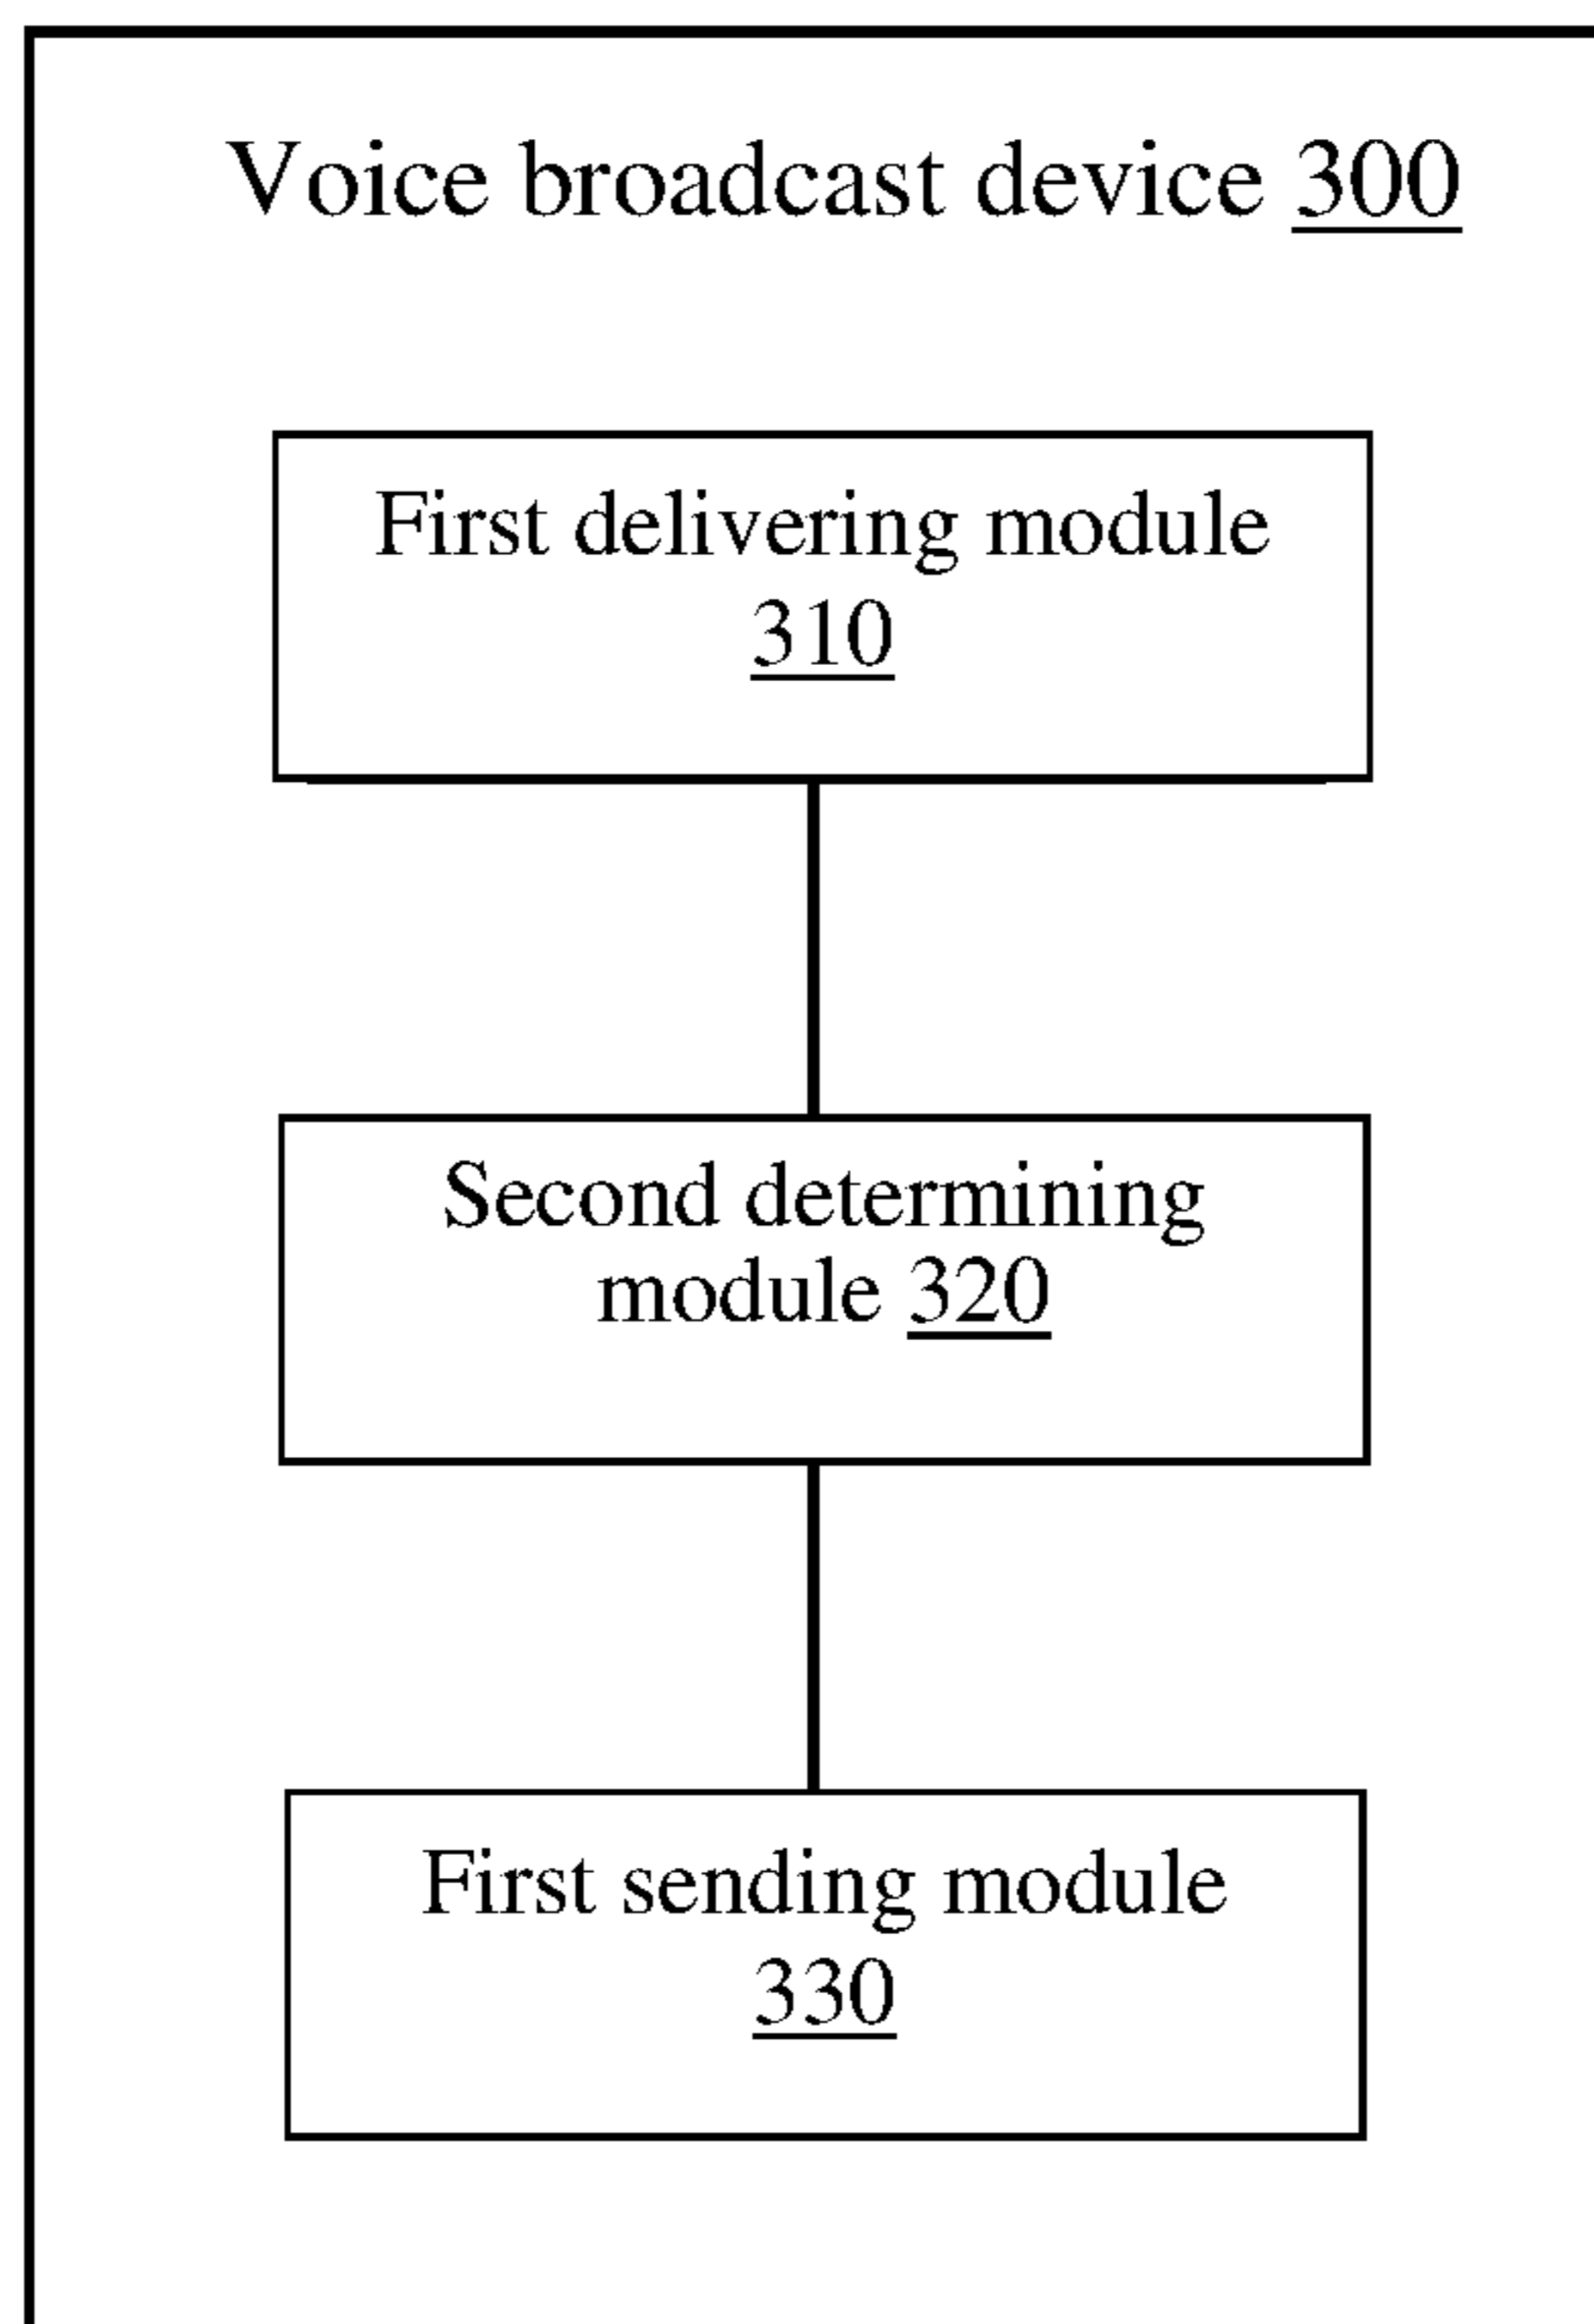 Voice broadcast device 300
First delivering module
310
Second determining
module 320
First sending module
330